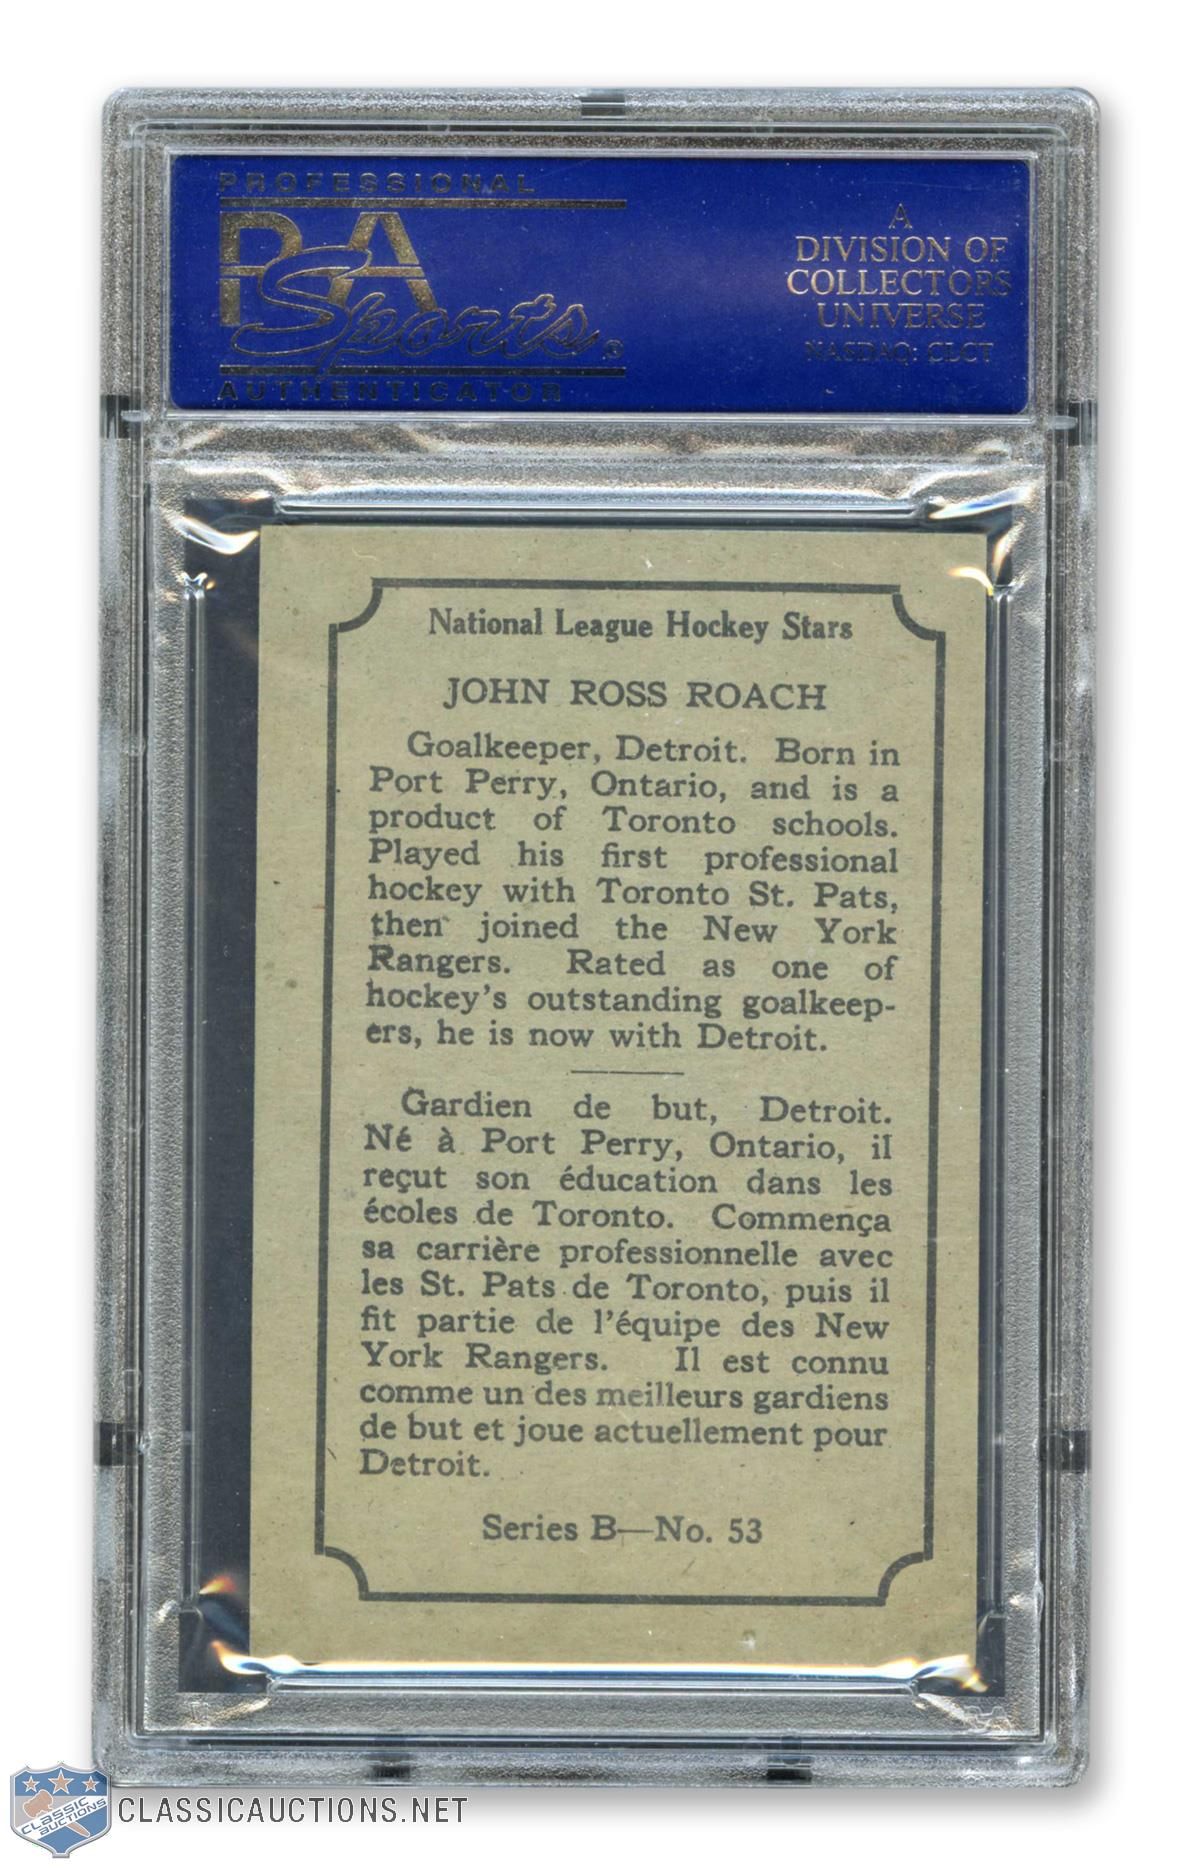 PROFESSIONAL
PSA
Sports®
AUTHENTICATOR
A
DIVISION OF
COLLECTORS
UNIVERSE
NASDAQ: CLCT
National League Hockey Stars
JOHN ROSS ROACH
Goalkeeper, Detroit. Born in
Port Perry, Ontario, and is a
product of Toronto schools.
Played his first professional
hockey with Toronto St. Pats,
then joined the New York
Rangers. Rated as one of
hockey's outstanding goalkeep-
ers, he is now with Detroit.
Gardien de but, Detroit.
Né à Port Perry, Ontario, il
reçut son éducation dans les
écoles de Toronto. Commença
sa carrière professionnelle avec
les St. Pats de Toronto, puis il
fit partie de l'équipe des New
York Rangers. Il est connu
comme un des meilleurs gardiens
de but et joue actuellement pour
Detroit.
Series B—No. 53
CLASSIC
AUCTIONS
CLASSICAUCTIONS.NET